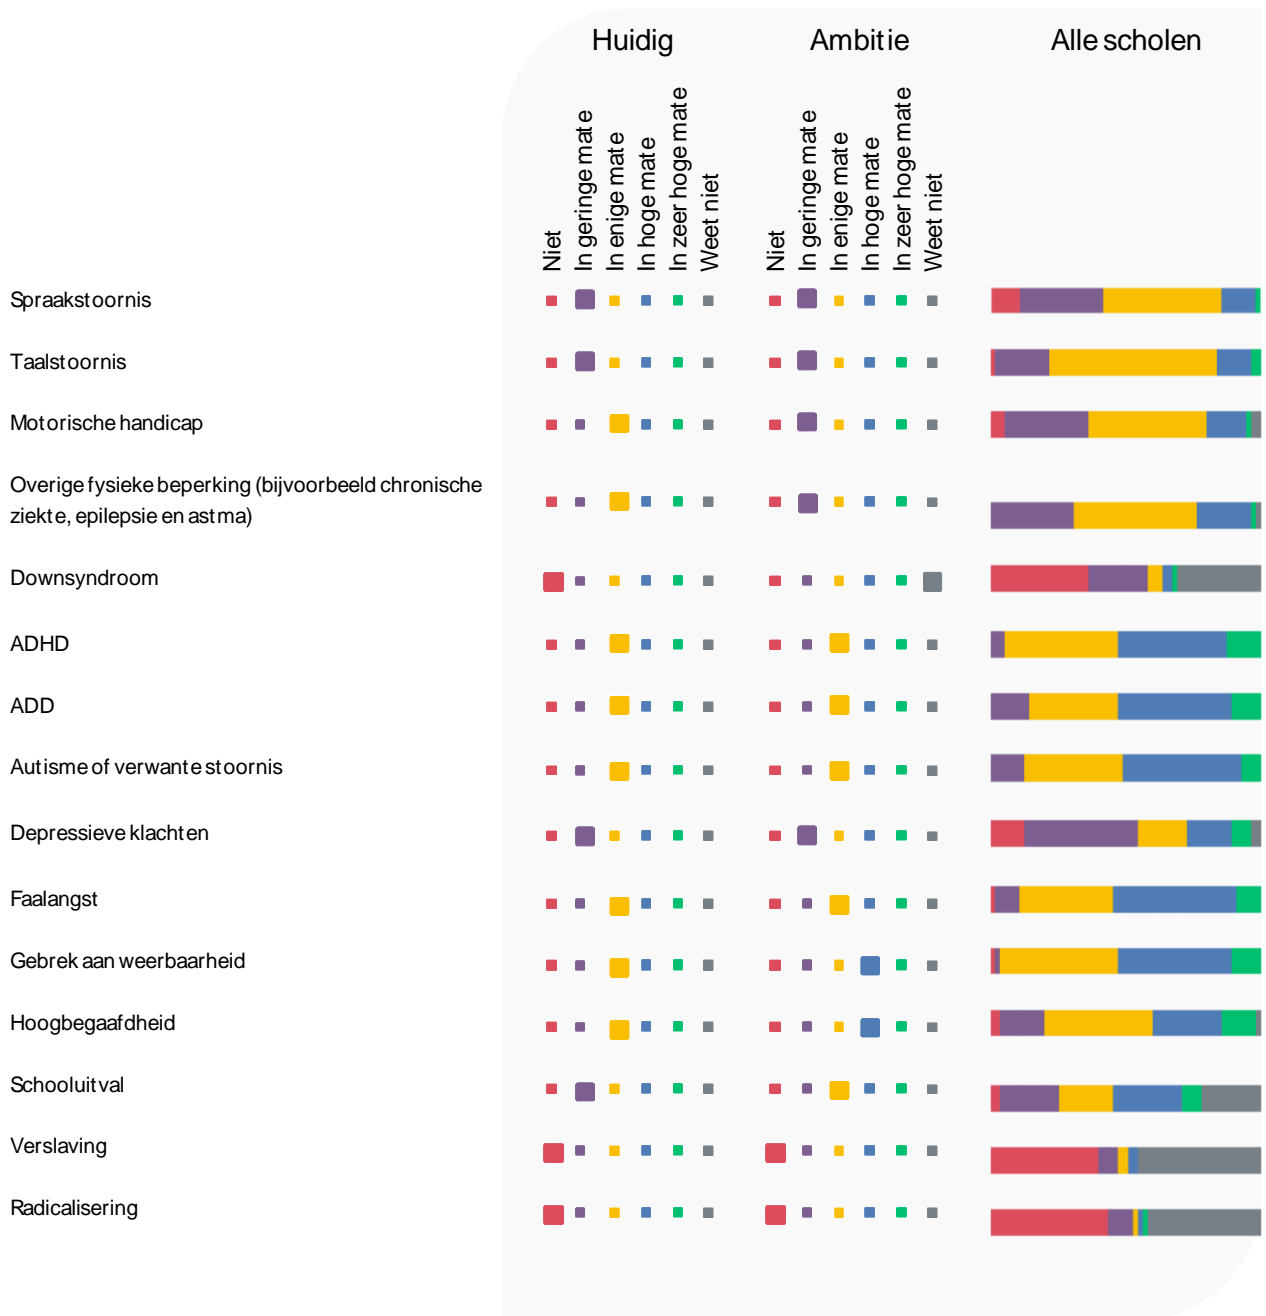 Huidig Ambitie Alle scholen
Niet
In geringe mate
In enige mate
In hoge mate
In zeer hoge mate
Weet niet
Niet
In geringe mate
In enige mate
In hoge mate
In zeer hoge mate
Weet niet
Spraakstoornis
Taalstoornis
Motorische handicap
Overige fysieke beperking (bijvoorbeeld chronische
ziekte, epilepsie en astma)
Downsyndroom
ADHD
ADD
Autisme of verwante stoornis
Depressieve klachten
Faalangst
Gebrek aan weerbaarheid
Hoogbegaafdheid
Schooluitval
Verslaving
Radicalisering